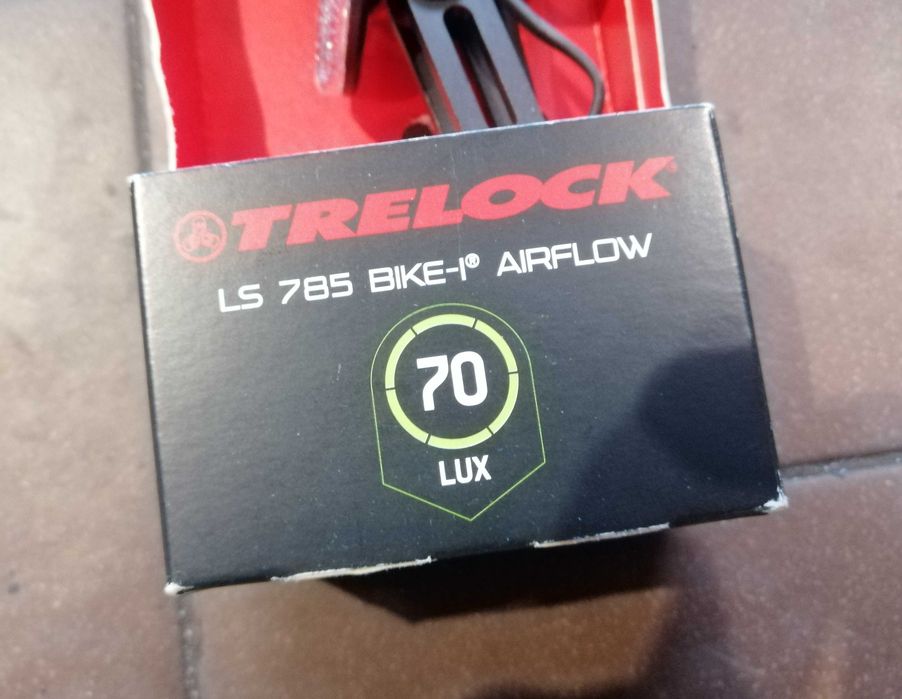 TRELOCK
LS 785 BIKE-I® AIRFLOW
70
LUX